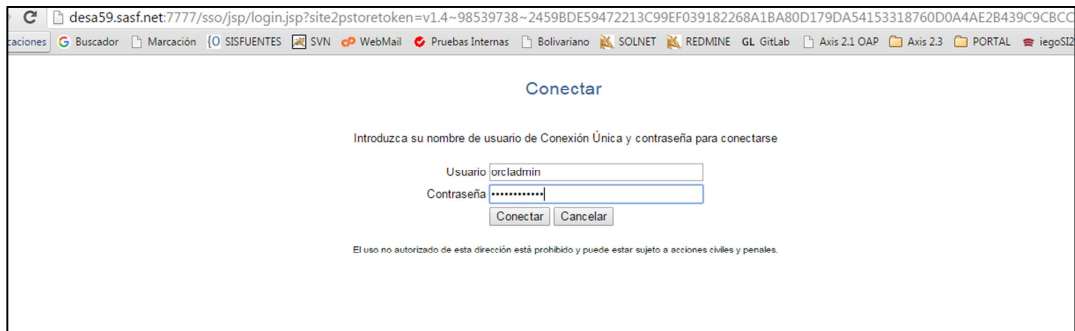 desa59.sasf.net:7777/sso/jsp/login.jsp?site2pstoretoken=v1.4~98539738~2459BDE59472213C99EF039182268A1BA80D179DA54153318760D0A4AE2B439C9CBCC
caciones G Buscador Marcación {O SISFUENTES SVN cP WebMail Pruebas Internas Bolivariano SOLNET REDMINE GL GitLab Axis 2.1 OAP Axis 2.3 PORTAL iegoSI2
Conectar
Introduzca su nombre de usuario de Conexión Única y contraseña para conectarse
Usuario orcladmin
Contraseña ••••••••••••
Conectar Cancelar
El uso no autorizado de esta dirección está prohibido y puede estar sujeto a acciones civiles y penales.